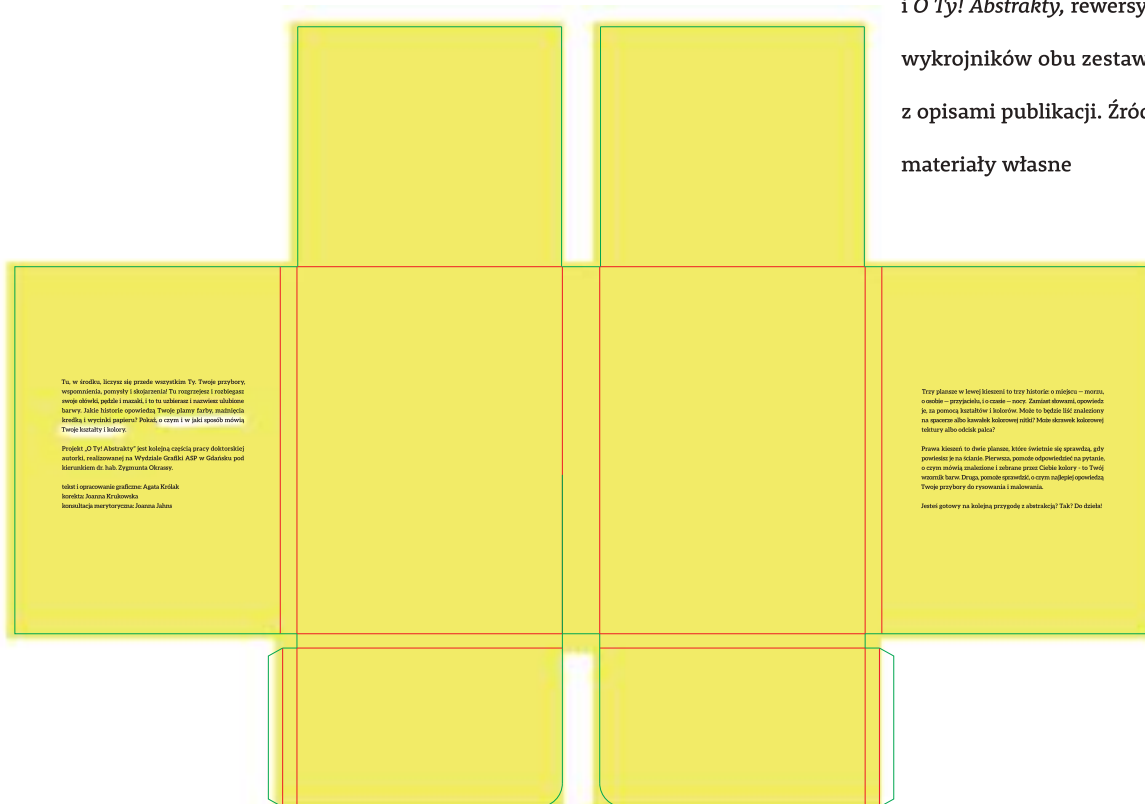 i O Ty! Abstrakty, rewersy
wykrojników obu zestaw
z opisami publikacji. Źród
materiały własne
Tu, w środku, liczysz się przede wszystkim Ty. Twoje przybory,
wspomnienia, pomysły i skojarzenia! Tu rozgrzejesz i rozbiegasz
swoje ołówki, pędzle i mazaki, i to tu uzbierasz i nazwiesz ulubione
barwy. Jakie historie opowiedzą Twoje plamy farby, maźnięcia
kredką i wycinki papieru? Pokaż, o czym i w jaki sposób mówią
Twoje kształty i kolory.
Projekt „O Ty! Abstrakty” jest kolejną częścią pracy doktorskiej
autorki, realizowanej na Wydziale Grafiki ASP w Gdańsku pod
kierunkiem dr. hab. Zygmunta Okrassy.
tekst i opracowanie graficzne: Agata Królak
korekta: Joanna Krukowska
konsultacja merytoryczna: Joanna Jahns
Trzy plansze w lewej kieszeni to trzy historie: o miejscu – morzu,
o osobie – przyjacielu, i o czasie – nocy. Zamiast słowami, opowiedz
je, za pomocą kształtów i kolorów. Może to będzie liść znaleziony
na spacerze albo kawałek kolorowej nitki? Może skrawek kolorowej
tektury albo odcisk palca?
Prawa kieszeń to dwie plansze, które świetnie się sprawdzą, gdy
powiesisz je na ścianie. Pierwsza, pomoże odpowiedzieć na pytanie,
o czym mówią znalezione i zebrane przez Ciebie kolory - to Twój
wzornik barw. Druga, pomoże sprawdzić, o czym najlepiej opowiedzą
Twoje przybory do rysowania i malowania.
Jesteś gotowy na kolejną przygodę z abstrakcją? Tak? Do dzieła!